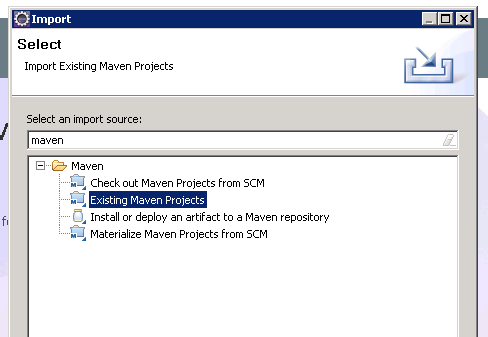 Import
Select
Import Existing Maven Projects
Select an import source:
maven
Maven
Check out Maven Projects from SCM
Existing Maven Projects
Install or deploy an artifact to a Maven repository
Materialize Maven Projects from SCM